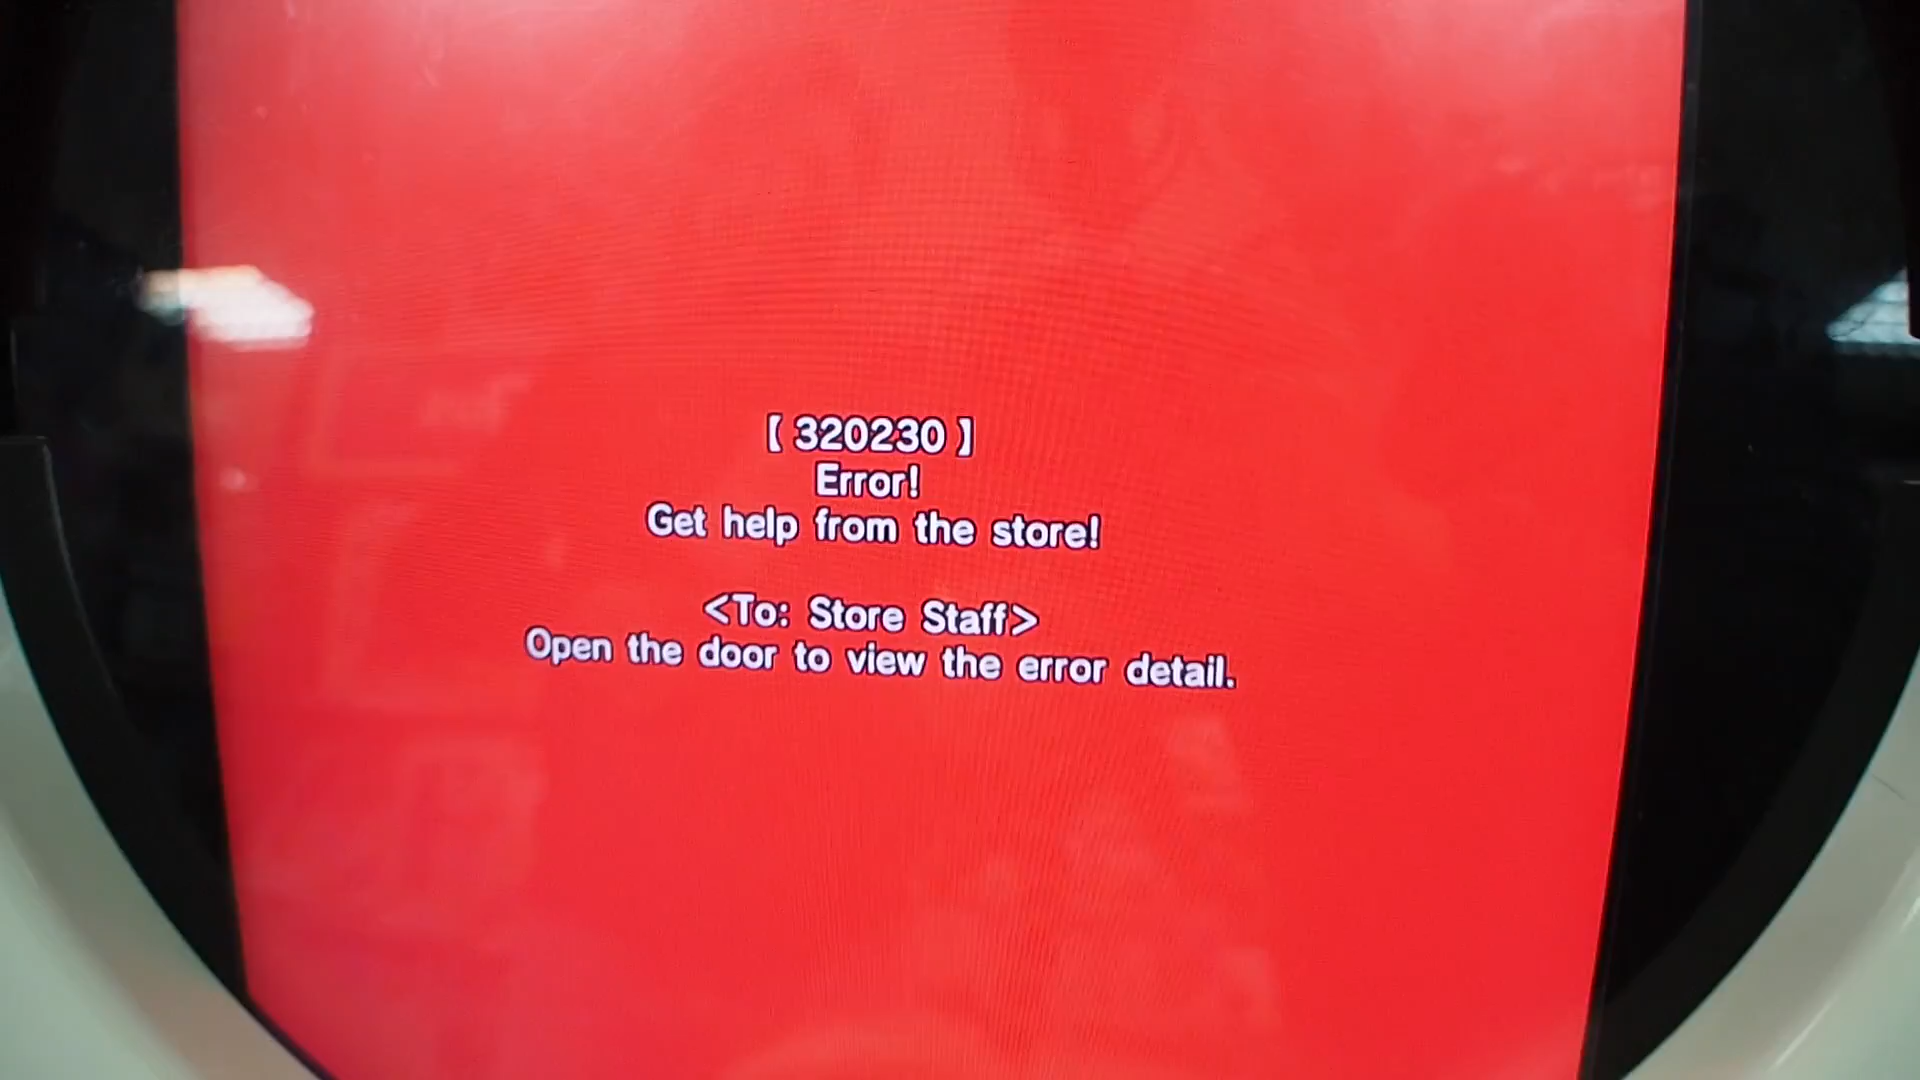 【320230】
Error!
Get help from the store!
<To: Store Staff>
Open the door to view the error detail.